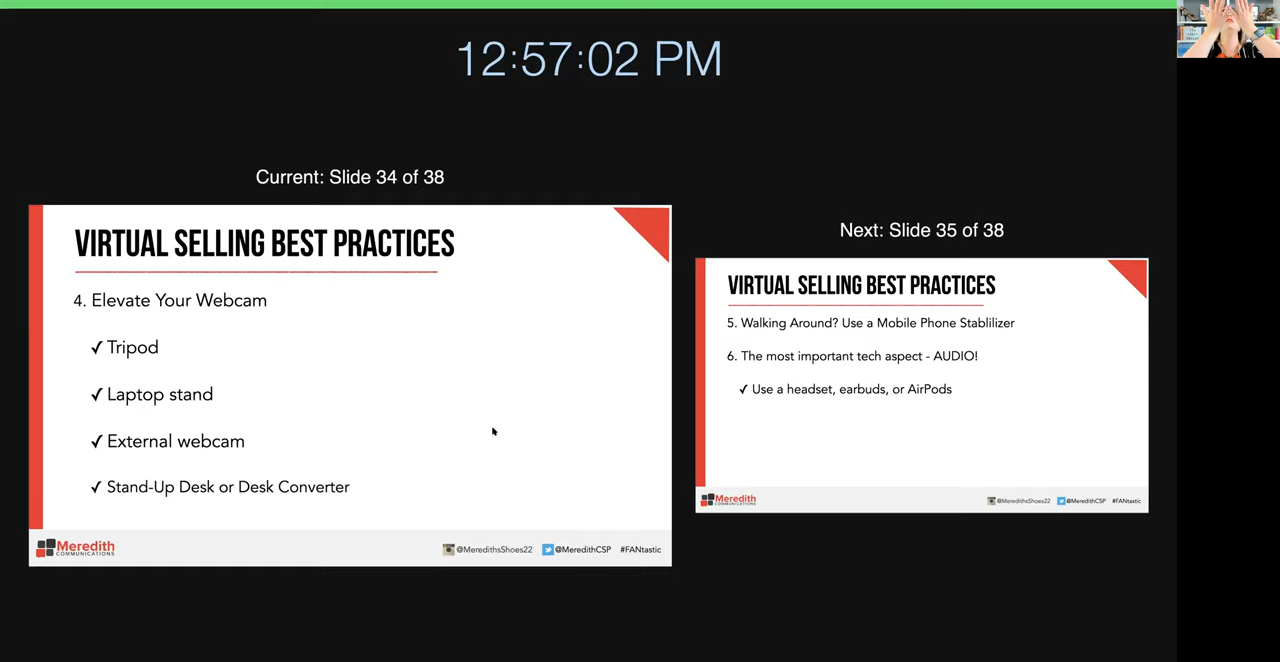 12:57:02 PM
Current: Slide 34 of 38
VIRTUAL SELLING BEST PRACTICES
4. Elevate Your Webcam
✓ Tripod
✓ Laptop stand
✓ External webcam
✓ Stand-Up Desk or Desk Converter
Meredith
COMMUNICATIONS
@MeredithsShoes22 @MeredithCSP #FANtastic
Next: Slide 35 of 38
VIRTUAL SELLING BEST PRACTICES
5. Walking Around? Use a Mobile Phone Stablilizer
6. The most important tech aspect - AUDIO!
✓ Use a headset, earbuds, or AirPods
Meredith
COMMUNICATIONS
@MeredithsShoes22 @MeredithCSP #FANtastic